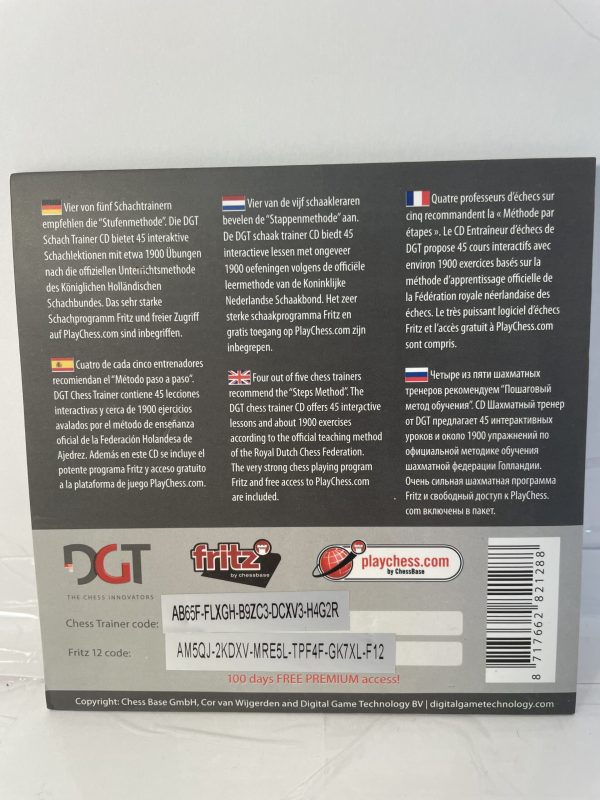 Vier von fünf Schachtrainern
empfehlen die "Stufenmethode". Die DGT
Schach Trainer CD bietet 45 interaktive
Schachlektionen mit etwa 1900 Übungen
nach die offiziellen Unterrichtsmethode
des Königlichen Holländischen
Schachbundes. Das sehr starke
Schachprogramm Fritz und freier Zugriff
auf PlayChess.com sind inbegriffen.
Vier van de vijf schaakleraren
bevelen de "Stappenmethode" aan.
De DGT schaak trainer CD biedt 45
interactieve lessen met ongeveer
1900 oefeningen volgens de officiële
leermethode van de Koninklijke
Nederlandse Schaakbond. Het zeer
sterke schaakprogramma Fritz en
gratis toegang op PlayChess.com zijn
inbegrepen.
Quatre professeurs d'échecs sur
cinq recommandent la « Méthode par
étapes ». Le CD Entraîneur d'échecs de
DGT propose 45 cours interactifs avec
environ 1900 exercices basés sur la
méthode d'apprentissage officielle de
la Fédération royale néerlandaise des
échecs. Le très puissant logiciel d'échecs
Fritz et l'accès gratuit à PlayChess.com
sont compris.
Cuatro de cada cinco entrenadores
recomiendan el "Método paso a paso".
DGT Chess Trainer contiene 45 lecciones
interactivas y cerca de 1900 ejercicios
avalados por el método de enseñanza
oficial de la Federación Holandesa de
Ajedrez. Además en este CD se incluye el
potente programa Fritz y acceso gratuito
a la plataforma de juego PlayChess.com.
Four out of five chess trainers
recommend the "Steps Method". The
DGT chess trainer CD offers 45 interactive
lessons and about 1900 exercises
according to the official teaching method
of the Royal Dutch Chess Federation.
The very strong chess playing program
Fritz and free access to PlayChess.com
are included.
Четыре из пяти шахматных
тренеров рекомендуем "Пошаговый
метод обучения". CD Шахматный тренер
от DGT предлагает 45 интерактивных
уроков и около 1900 упражнений по
официальной методике обучения
шахматной федерации Голландии.
Очень сильная шахматная программа
Fritz и свободный доступ к PlayChess.
com включены в пакет.
DGT
THE CHESS INNOVATORS
fritz
by chessbase
playchess.com
by ChessBase
Chess Trainer code: AB65F-FLXGH-B9ZC3-DCXV3-H4G2R
Fritz 12 code: AM5QJ-2KDXV-MRE5L-TPF4F-GK7XL-F12
100 days FREE PREMIUM access!
8 717662 821288
Copyright: Chess Base GmbH, Cor van Wijgerden and Digital Game Technology BV | digitalgametechnology.com